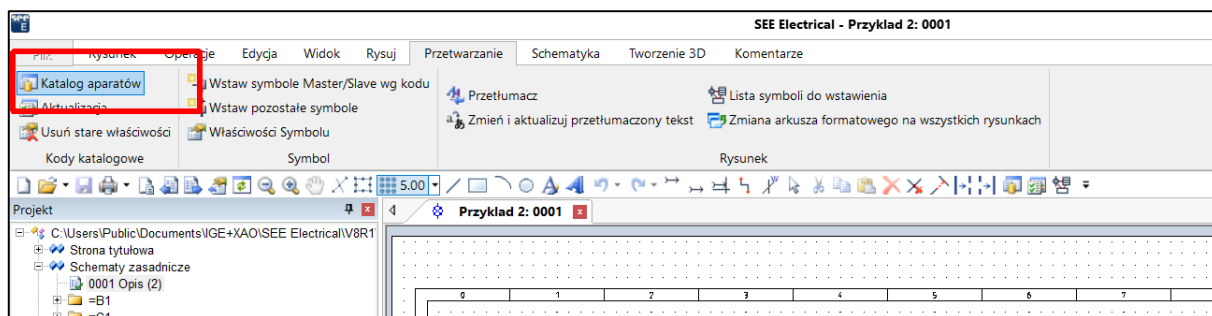 SEE Electrical - Przyklad 2: 0001
Plik Rysunek Operacje Edycja Widok Rysuj Przetwarzanie Schematyka Tworzenie 3D Komentarze
Katalog aparatów
Aktualizacja
Usuń stare właściwości
Kody katalogowe
Wstaw symbole Master/Slave wg kodu
Wstaw pozostałe symbole
Właściwości Symbolu
Symbol
Przetłumacz
Zmień i aktualizuj przetłumaczony tekst
Lista symboli do wstawienia
Zmiana arkusza formatowego na wszystkich rysunkach
Rysunek
5.00
Projekt
C:\Users\Public\Documents\IGE+XAO\SEE Electrical\V8R1
Strona tytułowa
Schematy zasadnicze
0001 Opis (2)
=B1
Przyklad 2: 0001
0 1 2 3 4 5 6 7